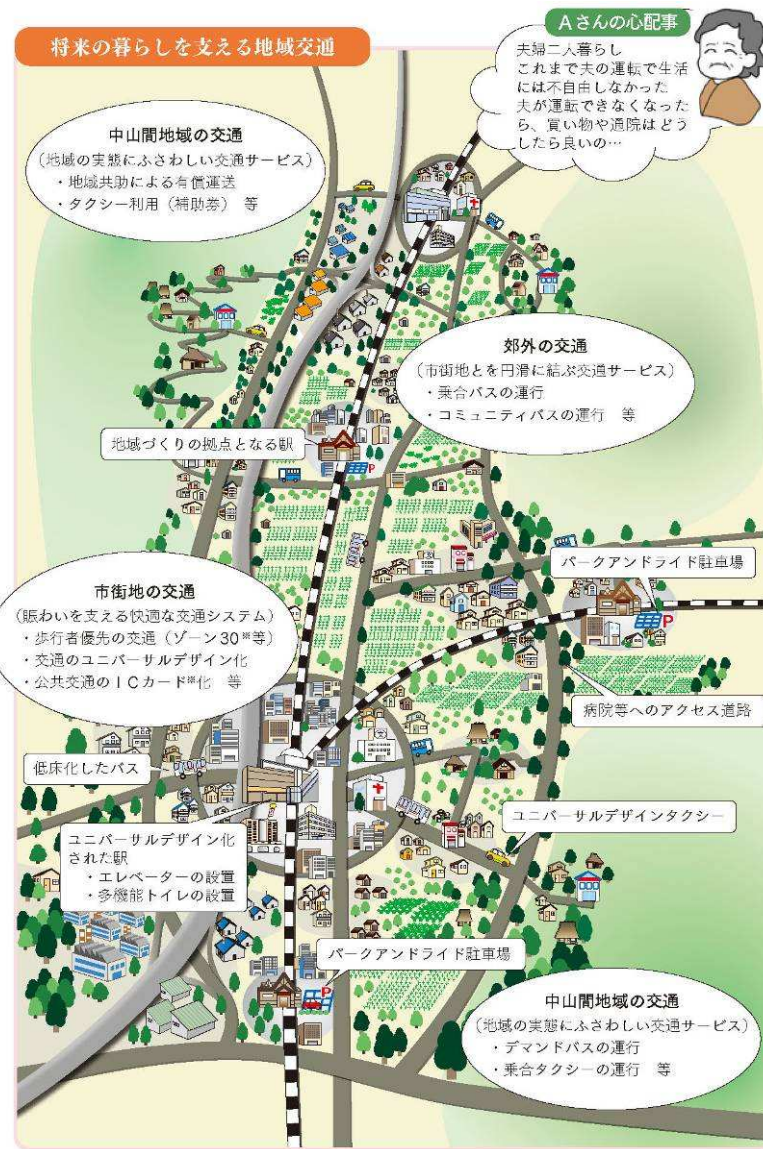 将来の暮らしを支える地域交通
Aさんの心配事
夫婦二人暮らし
これまで夫の運転で生活
には不自由しなかった
夫が運転できなくなった
ら、買い物や通院はどう
したら良いの…
中山間地域の交通
(地域の実態にふさわしい交通サービス)
・地域共助による有償運送
・タクシー利用(補助券) 等
郊外の交通
(市街地とを円滑に結ぶ交通サービス)
・乗合バスの運行
・コミュニティバスの運行 等
地域づくりの拠点となる駅
P
パークアンドライド駐車場
P
市街地の交通
(賑わいを支える快適な交通システム)
・歩行者優先の交通(ゾーン30※等)
・交通のユニバーサルデザイン化
・公共交通のICカード※化 等
病院等へのアクセス道路
低床化したバス
ユニバーサルデザインタクシー
ユニバーサルデザイン化
された駅
・エレベーターの設置
・多機能トイレの設置
パークアンドライド駐車場
P
中山間地域の交通
(地域の実態にふさわしい交通サービス)
・デマンドバスの運行
・乗合タクシーの運行 等